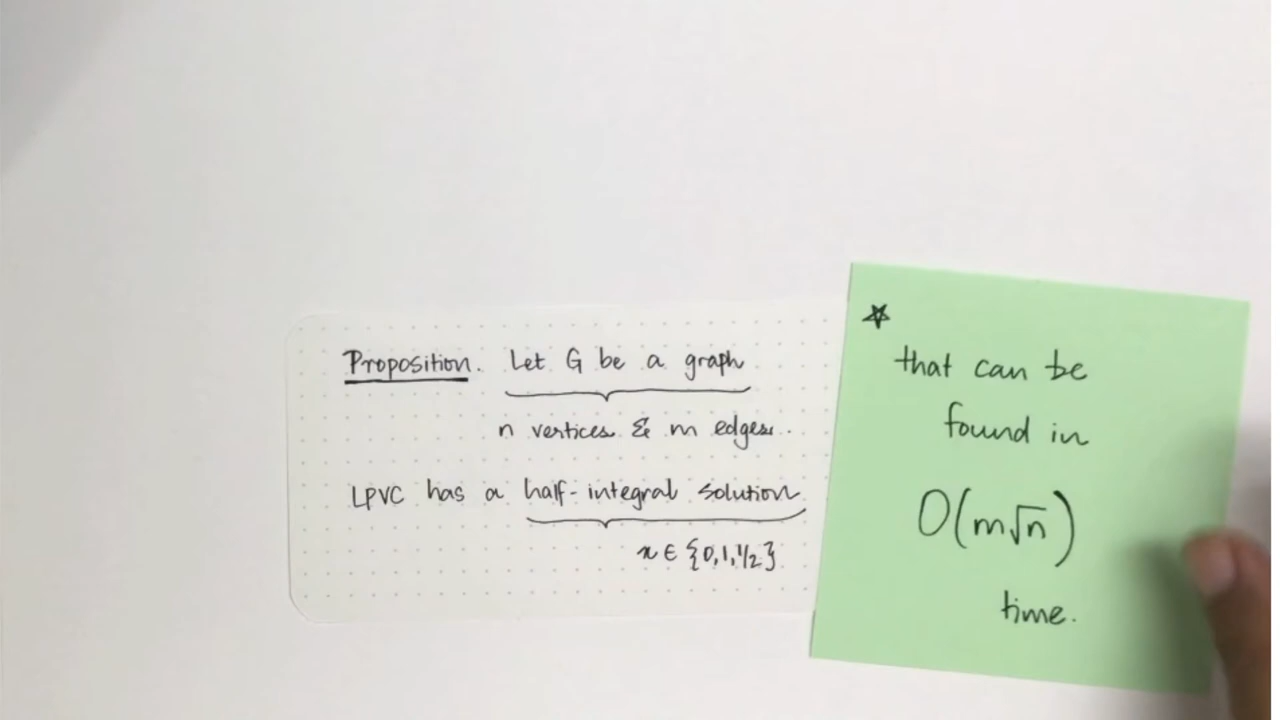 Proposition. Let G be a graph
n vertices & m edges.
LPVC has a half-integral solution
x ∈ {0,1,1/2}
☆
that can be
found in
O(m√n)
time.